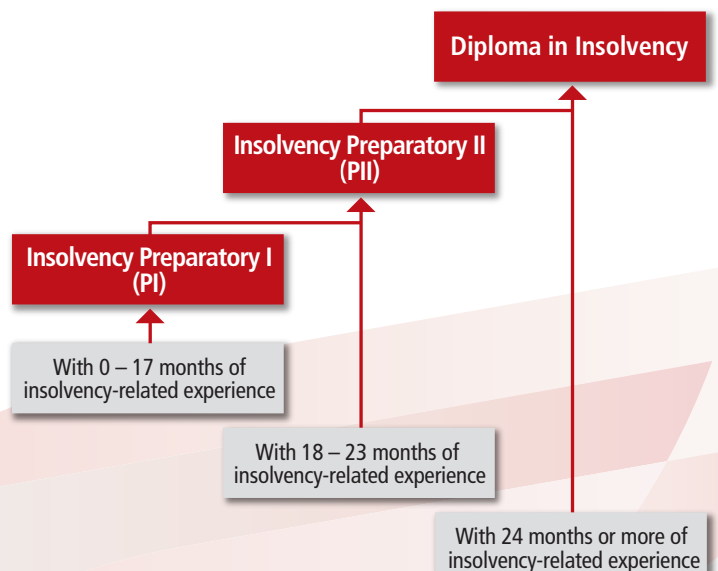 Diploma in Insolvency
Insolvency Preparatory II
(PII)
Insolvency Preparatory I
(PI)
With 0 – 17 months of
insolvency-related experience
With 18 – 23 months of
insolvency-related experience
With 24 months or more of
insolvency-related experience